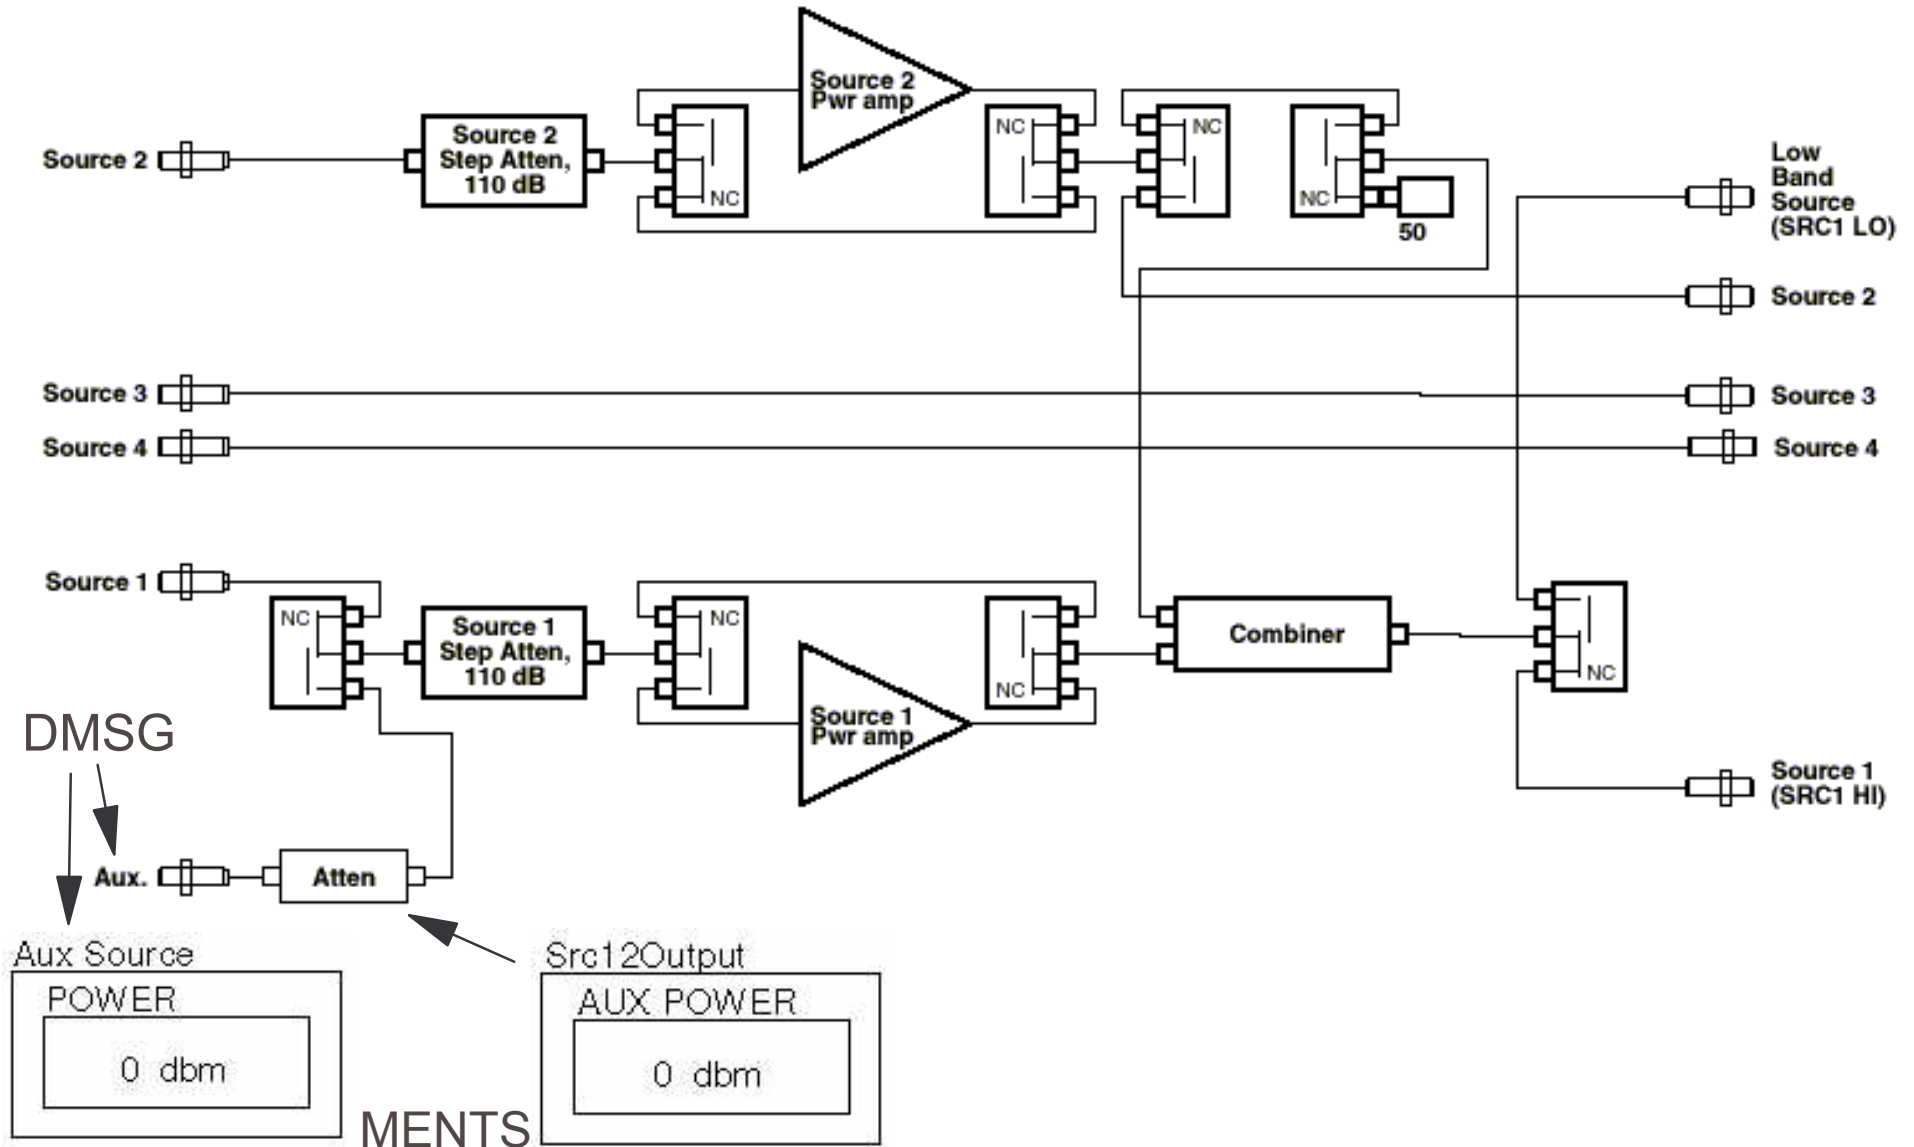 Source 2
Pwr amp
Source 2
Source 2
Step Atten,
110 dB
NC
NC
NC
NC
50
Low
Band
Source
(SRC1 LO)
Source 2
Source 3
Source 3
Source 4
Source 4
Source 1
NC
Source 1
Step Atten,
110 dB
NC
NC
Source 1
Pwr amp
Combiner
NC
Source 1
(SRC1 HI)
DMSG
Aux.
Atten
Aux Source
POWER
0 dbm
Src12Output
AUX POWER
0 dbm
MENTS